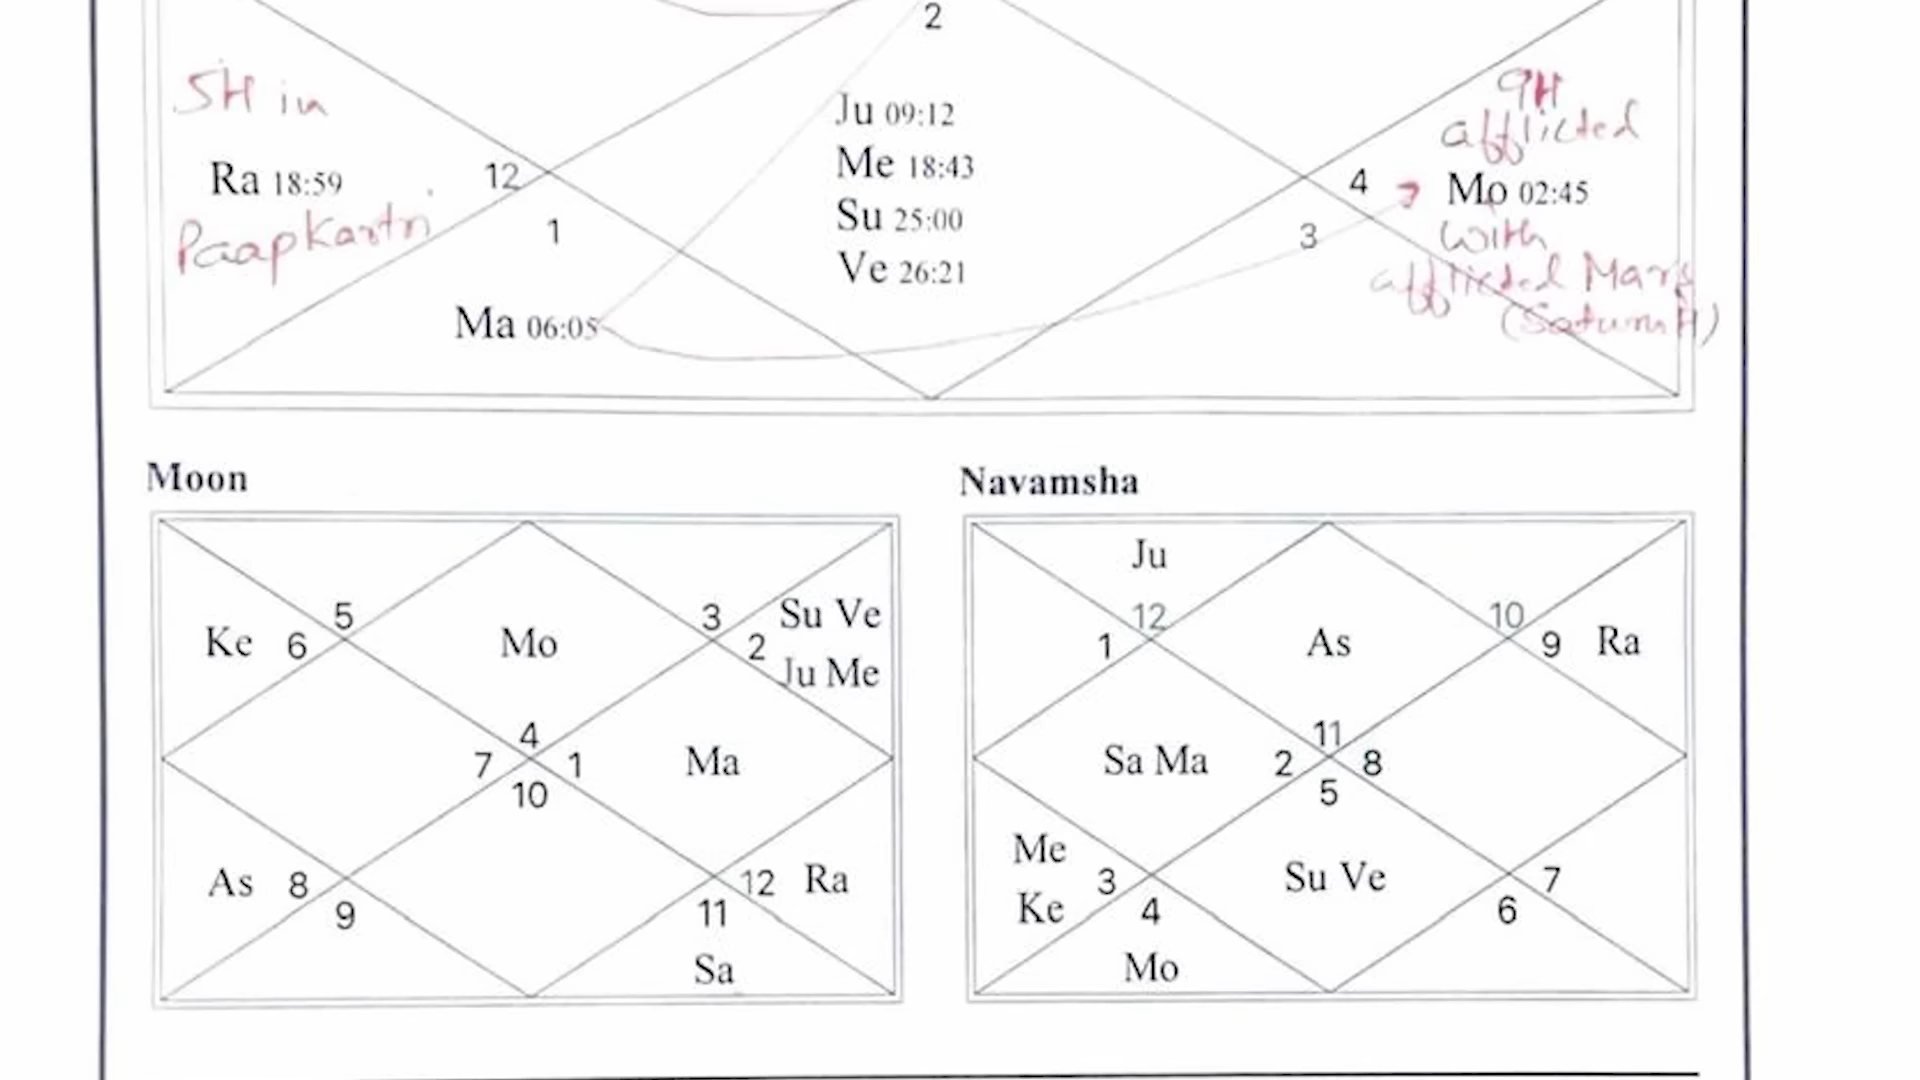 2
5H in
Ra 18:59
12
Paapkartri
1
Ma 06:05
Ju 09:12
Me 18:43
Su 25:00
Ve 26:21
9H
afflicted
4
Mo 02:45
3
with
afflicted Mars
(Saturn H)
Moon
Ke 6
5
Mo
3
2
Su Ve
Ju Me
4
7
1
10
Ma
As 8
9
12 Ra
11
Sa
Navamsha
Ju
12
1
As
10
9 Ra
Sa Ma
11
2
8
5
Me
Ke
3
4
Mo
Su Ve
7
6